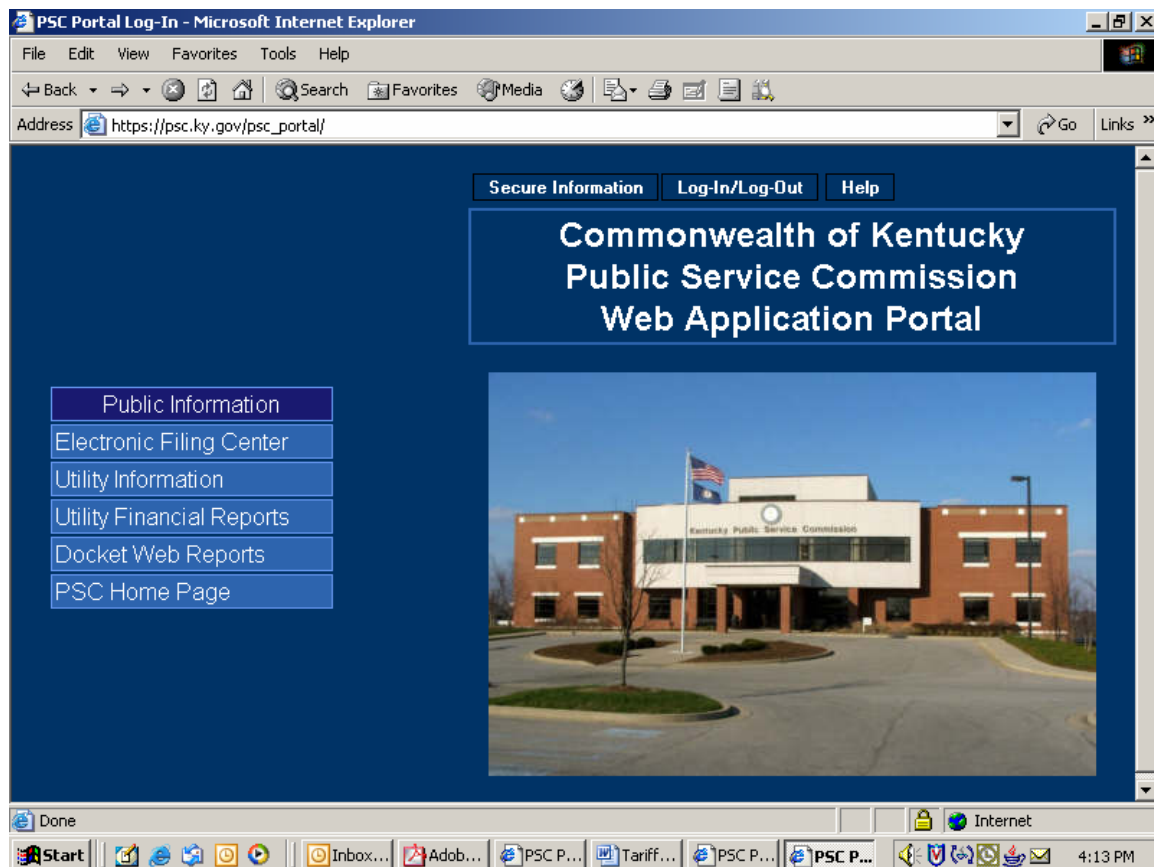 PSC Portal Log-In - Microsoft Internet Explorer
File Edit View Favorites Tools Help
Back Search Favorites Media
Address https://psc.ky.gov/psc_portal/ Go Links »
Secure Information Log-In/Log-Out Help
Commonwealth of Kentucky
Public Service Commission
Web Application Portal
Public Information
Electronic Filing Center
Utility Information
Utility Financial Reports
Docket Web Reports
PSC Home Page
Kentucky Public Service Commission
Done Internet
Start Inbox... Adob... PSC P... Tariff... PSC P... PSC P... 4:13 PM